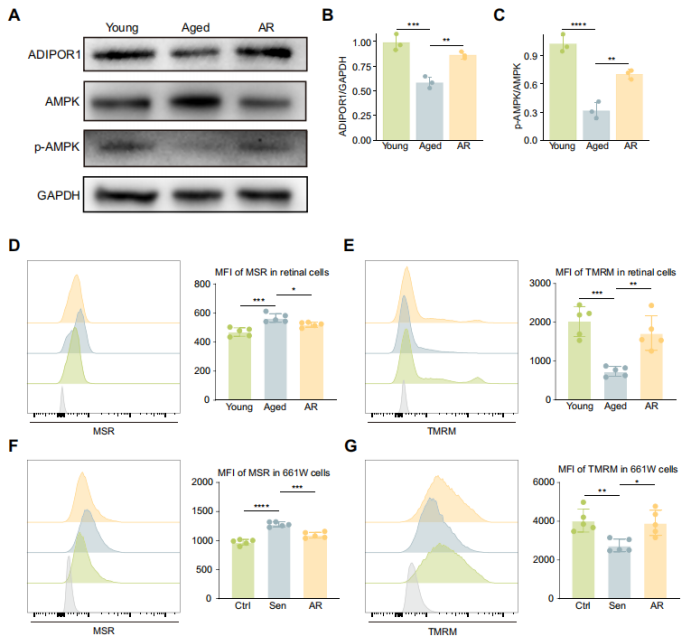 A
Young Aged AR
ADIPOR1
AMPK
p-AMPK
GAPDH
B
***
**
ADIPOR1/GAPDH
1.00
0.75
0.50
0.25
0.00
Young Aged AR
C
****
**
p-AMPK/AMPK
0.9
0.6
0.3
0.0
Young Aged AR
D
MSR
MFI of MSR in retinal cells
***
*
600
400
200
0
Young Aged AR
E
TMRM
MFI of TMRM in retinal cells
***
**
3000
2000
1000
0
Young Aged AR
F
MSR
MFI of MSR in 661W cells
****
***
2000
1500
1000
500
0
Ctrl Sen AR
G
TMRM
MFI of TMRM in 661W cells
**
*
6000
4000
2000
0
Ctrl Sen AR